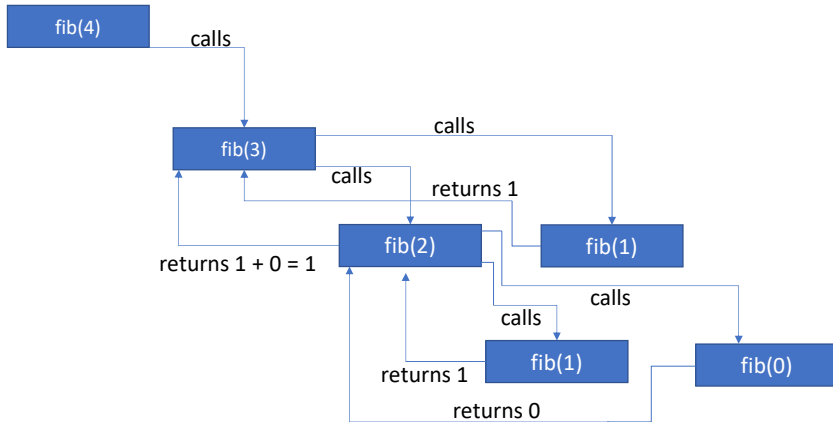 fib(4)
calls
calls
fib(3)
calls
returns 1
fib(2)
fib(1)
returns 1 + 0 = 1
calls
calls
fib(1)
fib(0)
returns 1
returns 0